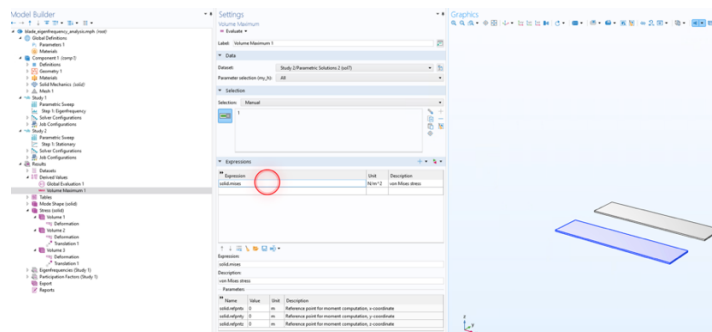 Model Builder
blade_eigenfrequency_analysis.mph (root)
Global Definitions
Parameters 1
Materials
Component 1 (comp1)
Definitions
Geometry 1
Materials
Solid Mechanics (solid)
Mesh 1
Study 1
Parametric Sweep
Step 1: Eigenfrequency
Solver Configurations
Job Configurations
Study 2
Parametric Sweep
Step 1: Stationary
Solver Configurations
Job Configurations
Results
Datasets
Derived Values
Global Evaluation 1
Volume Maximum 1
Tables
Mode Shape (solid)
Stress (solid)
Volume 1
Deformation
Volume 2
Deformation
Translation 1
Volume 3
Deformation
Translation 1
Eigenfrequencies (Study 1)
Participation Factors (Study 1)
Export
Reports
Settings
Volume Maximum
Evaluate
Label: Volume Maximum 1
Data
Dataset: Study 2/Parametric Solutions 2 (sol7)
Parameter selection (my_h): All
Selection
Selection: Manual
1
Expressions
Expression Unit Description
solid.mises N/m^2 von Mises stress
Expression:
solid.mises
Description:
von Mises stress
Parameters
Name Value Unit Description
solid.refpntx 0 m Reference point for moment computation, x-coordinate
solid.refpnty 0 m Reference point for moment computation, y-coordinate
solid.refpntz 0 m Reference point for moment computation, z-coordinate
Graphics